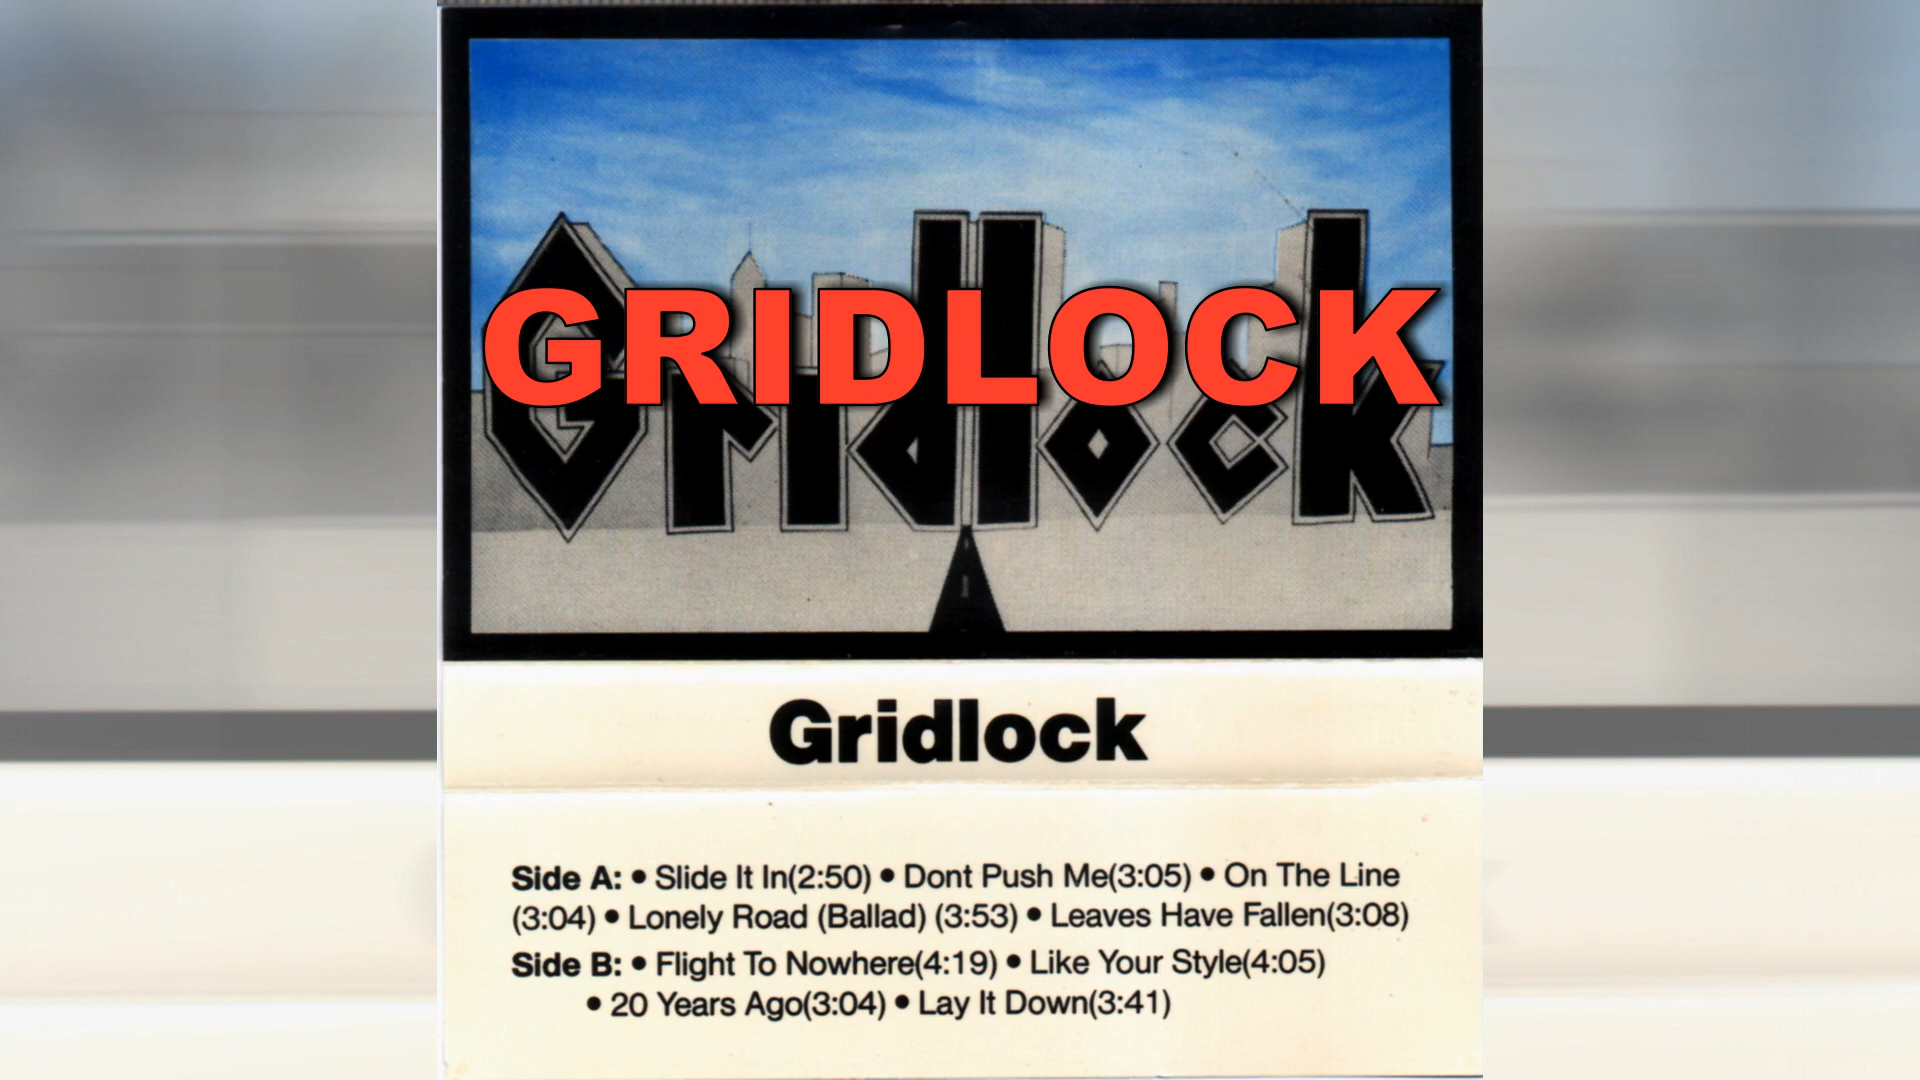 Gridlock
GRIDLOCK
Gridlock
Side A: • Slide It In(2:50) • Dont Push Me(3:05) • On The Line
(3:04) • Lonely Road (Ballad) (3:53) • Leaves Have Fallen(3:08)
Side B: • Flight To Nowhere(4:19) • Like Your Style(4:05)
• 20 Years Ago(3:04) • Lay It Down(3:41)